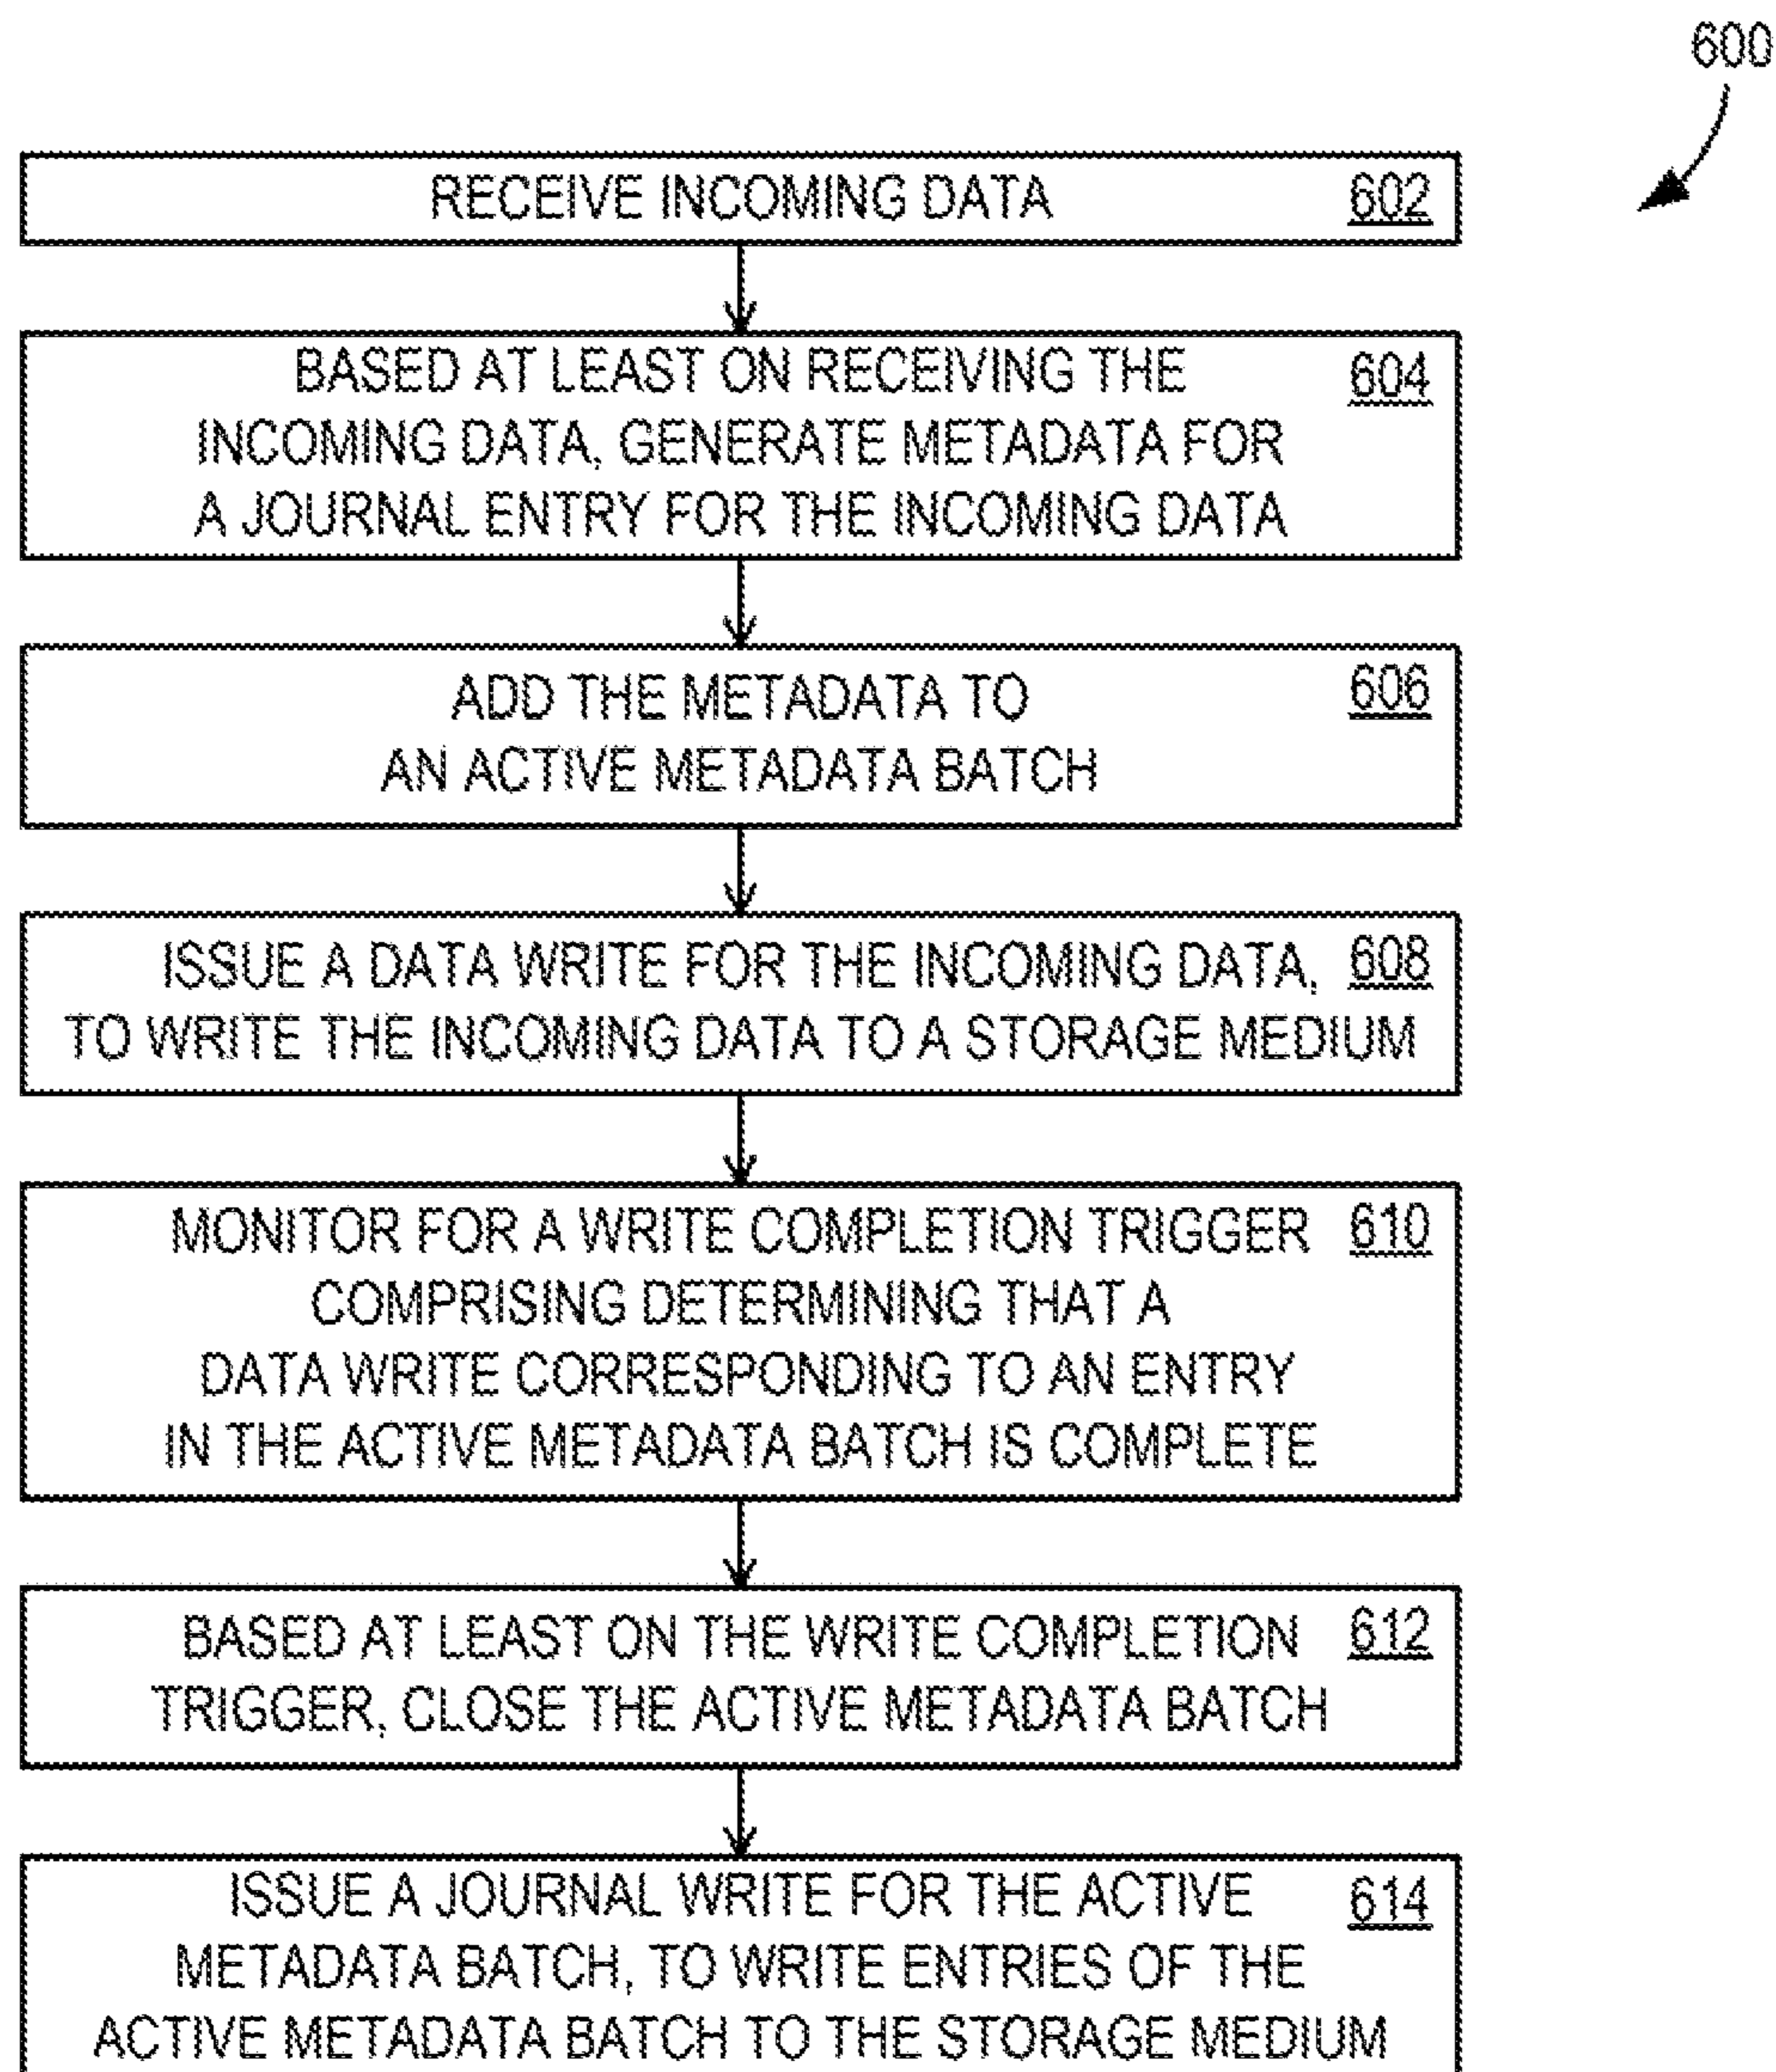 600
RECEIVE INCOMING DATA 602
BASED AT LEAST ON RECEIVING THE 604
INCOMING DATA, GENERATE METADATA FOR
A JOURNAL ENTRY FOR THE INCOMING DATA
ADD THE METADATA TO 606
AN ACTIVE METADATA BATCH
ISSUE A DATA WRITE FOR THE INCOMING DATA, 608
TO WRITE THE INCOMING DATA TO A STORAGE MEDIUM
MONITOR FOR A WRITE COMPLETION TRIGGER 610
COMPRISING DETERMINING THAT A
DATA WRITE CORRESPONDING TO AN ENTRY
IN THE ACTIVE METADATA BATCH IS COMPLETE
BASED AT LEAST ON THE WRITE COMPLETION 612
TRIGGER, CLOSE THE ACTIVE METADATA BATCH
ISSUE A JOURNAL WRITE FOR THE ACTIVE 614
METADATA BATCH, TO WRITE ENTRIES OF THE
ACTIVE METADATA BATCH TO THE STORAGE MEDIUM